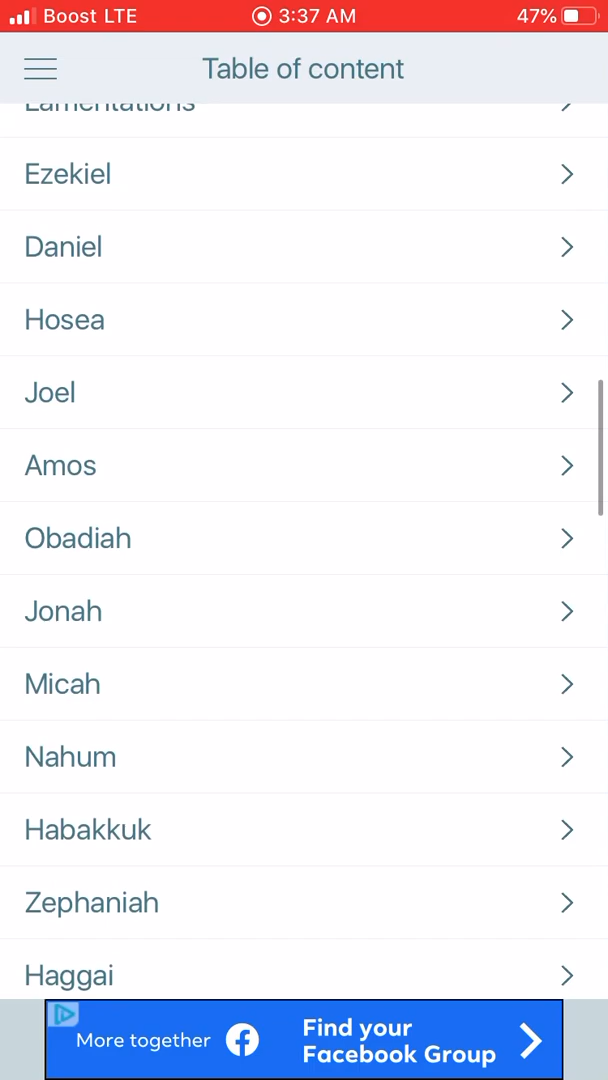 Boost LTE 3:37 AM 47%
Table of content
Lamentations
Ezekiel
Daniel
Hosea
Joel
Amos
Obadiah
Jonah
Micah
Nahum
Habakkuk
Zephaniah
Haggai
More together
Find your
Facebook Group